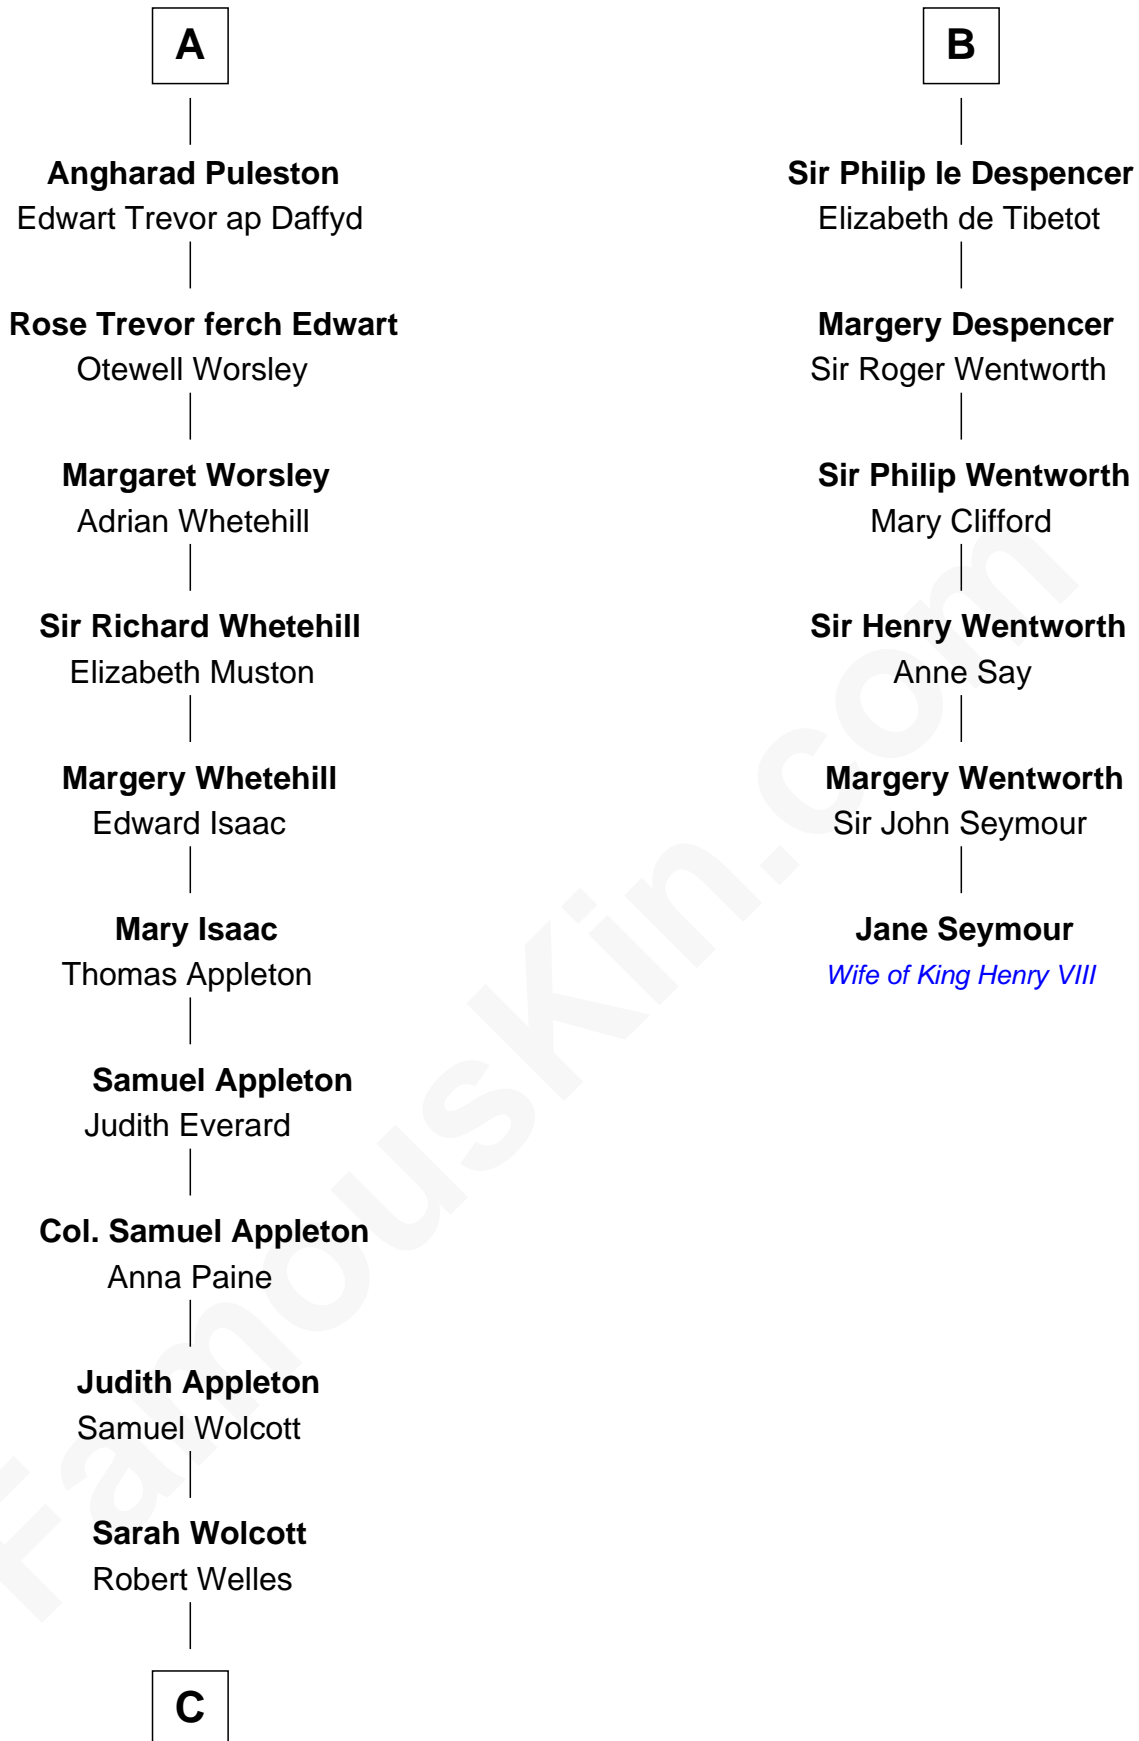 A
Angharad Puleston
Edwart Trevor ap Daffyd
Rose Trevor ferch Edwart
Otewell Worsley
Margaret Worsley
Adrian Whetehill
Sir Richard Whetehill
Elizabeth Muston
Margery Whetehill
Edward Isaac
Mary Isaac
Thomas Appleton
Samuel Appleton
Judith Everard
Col. Samuel Appleton
Anna Paine
Judith Appleton
Samuel Wolcott
Sarah Wolcott
Robert Welles
C
B
Sir Philip le Despencer
Elizabeth de Tibetot
Margery Despencer
Sir Roger Wentworth
Sir Philip Wentworth
Mary Clifford
Sir Henry Wentworth
Anne Say
Margery Wentworth
Sir John Seymour
Jane Seymour
Wife of King Henry VIII
FamousKin.com